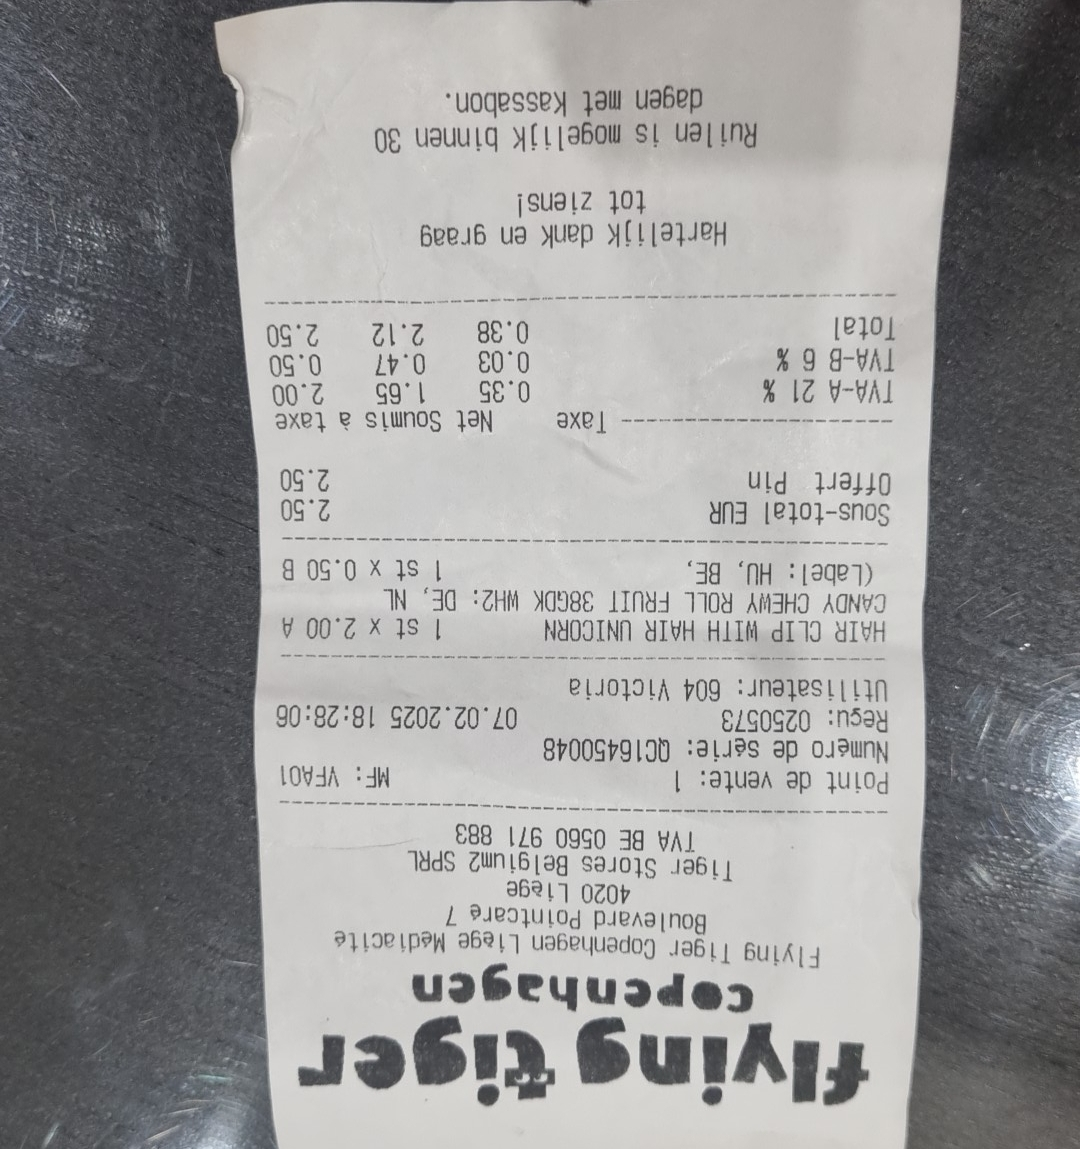 flying tiger
copenhagen
Flying Tiger Copenhagen Liège Mediacité
Boulevard Pointcaré 7
4020 Liège
Tiger Stores Belgium2 SPRL
TVA BE 0560 971 883
Point de vente: 1 MF: VFA01
Numéro de série: QC16450048
Reçu: 0250573 07.02.2025 18:28:06
Utilisateur: 604 Victoria
HAIR CLIP WITH HAIR UNICORN 1 st x 2.00 A
CANDY CHEWY ROLL FRUIT 38GDK WH2: DE, NL
(Label: HU, BE, 1 st x 0.50 B
Sous-total EUR 2.50
Offert Pin 2.50
Taxe Net Soumis à taxe
TVA-A 21 % 0.35 1.65 2.00
TVA-B 6 % 0.03 0.47 0.50
Total 0.38 2.12 2.50
Hartelijk dank en graag
tot ziens!
Ruilen is mogelijk binnen 30
dagen met Kassabon.